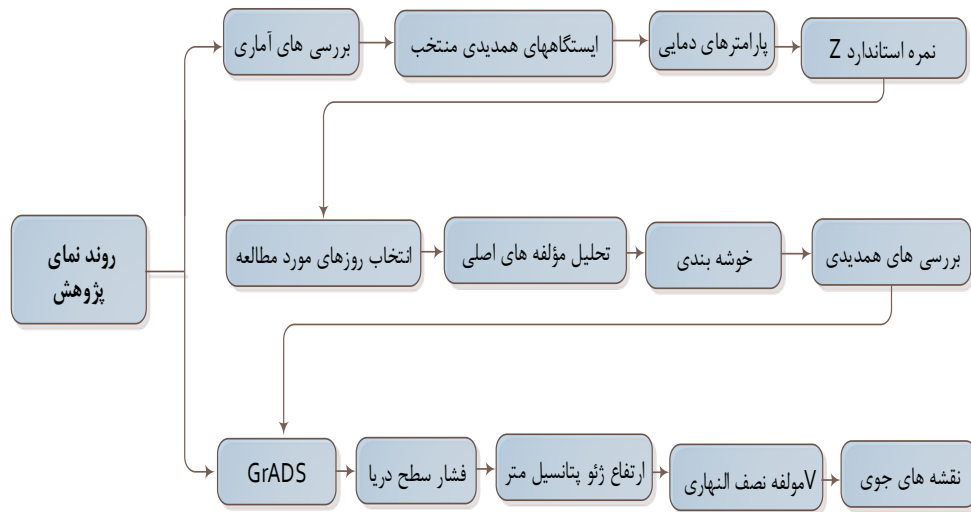 بررسی های آماری
ایستگاههای همدیدی منتخب
پارامترهای دمایی
نمره استاندارد Z
روند نمای
پژوهش
انتخاب روزهای مورد مطالعه
تحلیل مؤلفه های اصلی
خوشه بندی
بررسی های همدیدی
GrADS
فشار سطح دریا
ارتفاع ژئو پتانسیل متر
مولفه نصف النهاریV
نقشه های جوی